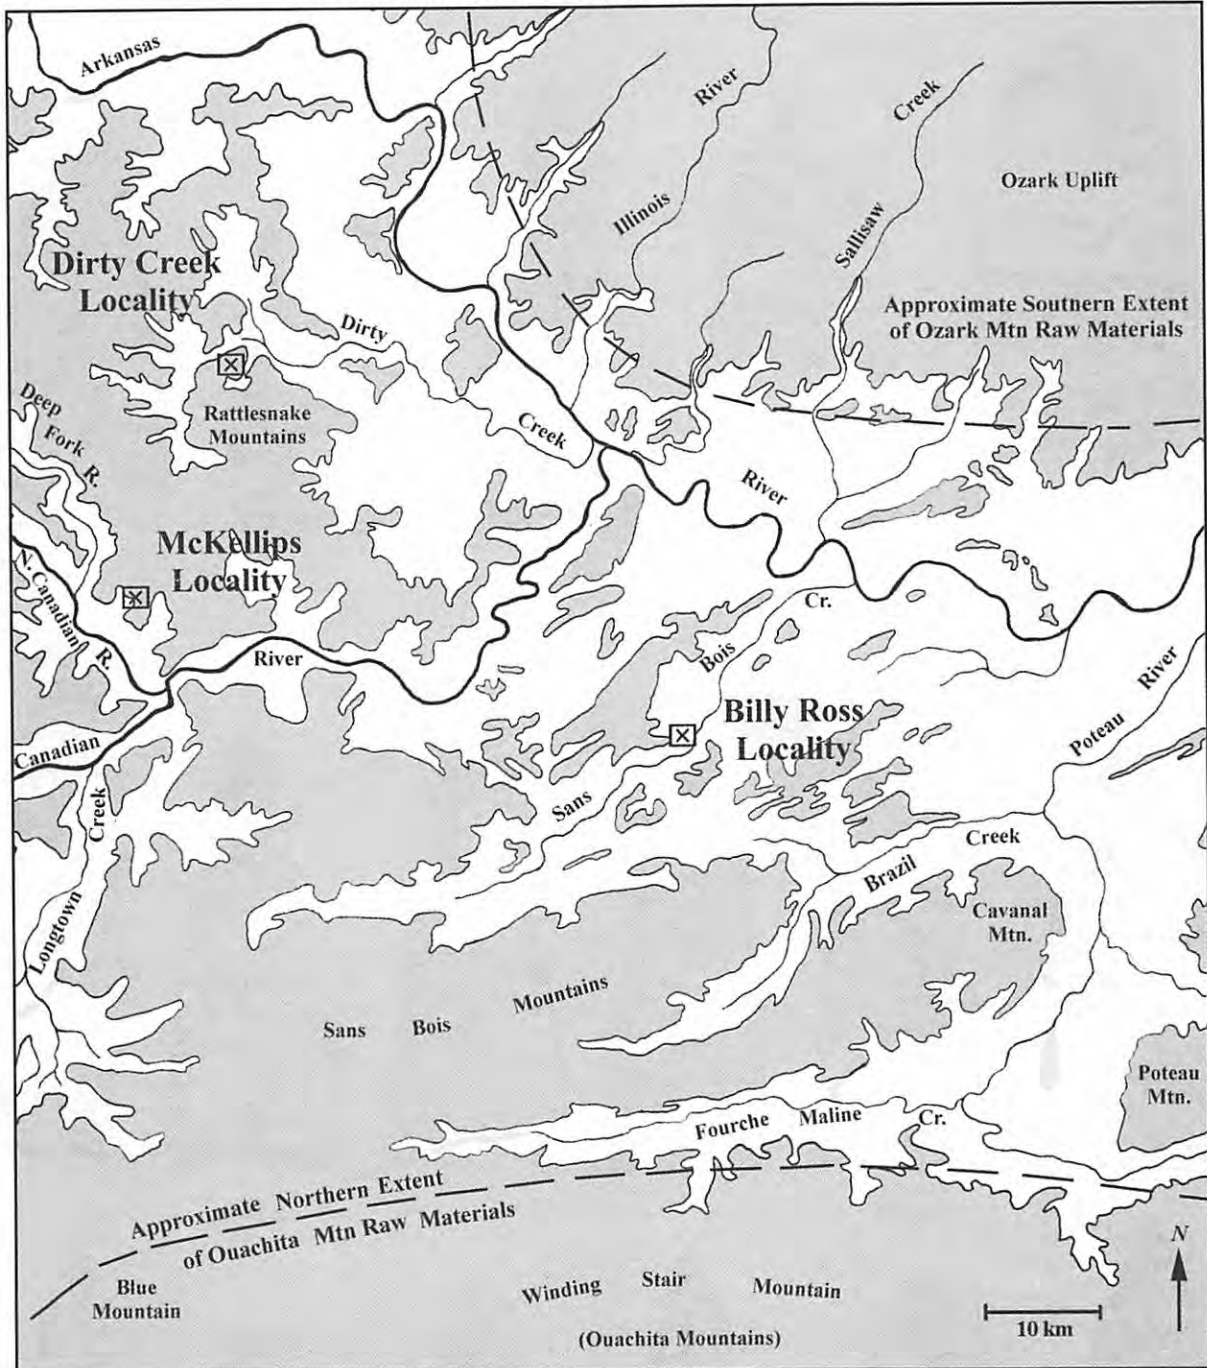 Arkansas
River
Creek
Ozark Uplift
Illinois
Sallisaw
Dirty Creek
Locality
Approximate Soutnern Extent
of Ozark Mtn Raw Materials
Dirty
Deep
Fork R.
Rattlesnake
Mountains
Creek
River
McKellips
Locality
N. Canadian R.
Cr.
River
Bois
River
Billy Ross
Locality
Poteau
Canadian
Sans
Creek
Creek
Brazil
Cavanal
Mtn.
Longtown
Mountains
Sans Bois
Poteau
Mtn.
Fourche Maline Cr.
Approximate Northern Extent
of Ouachita Mtn Raw Materials
N
Blue
Mountain
Winding Stair Mountain
10 km
(Ouachita Mountains)